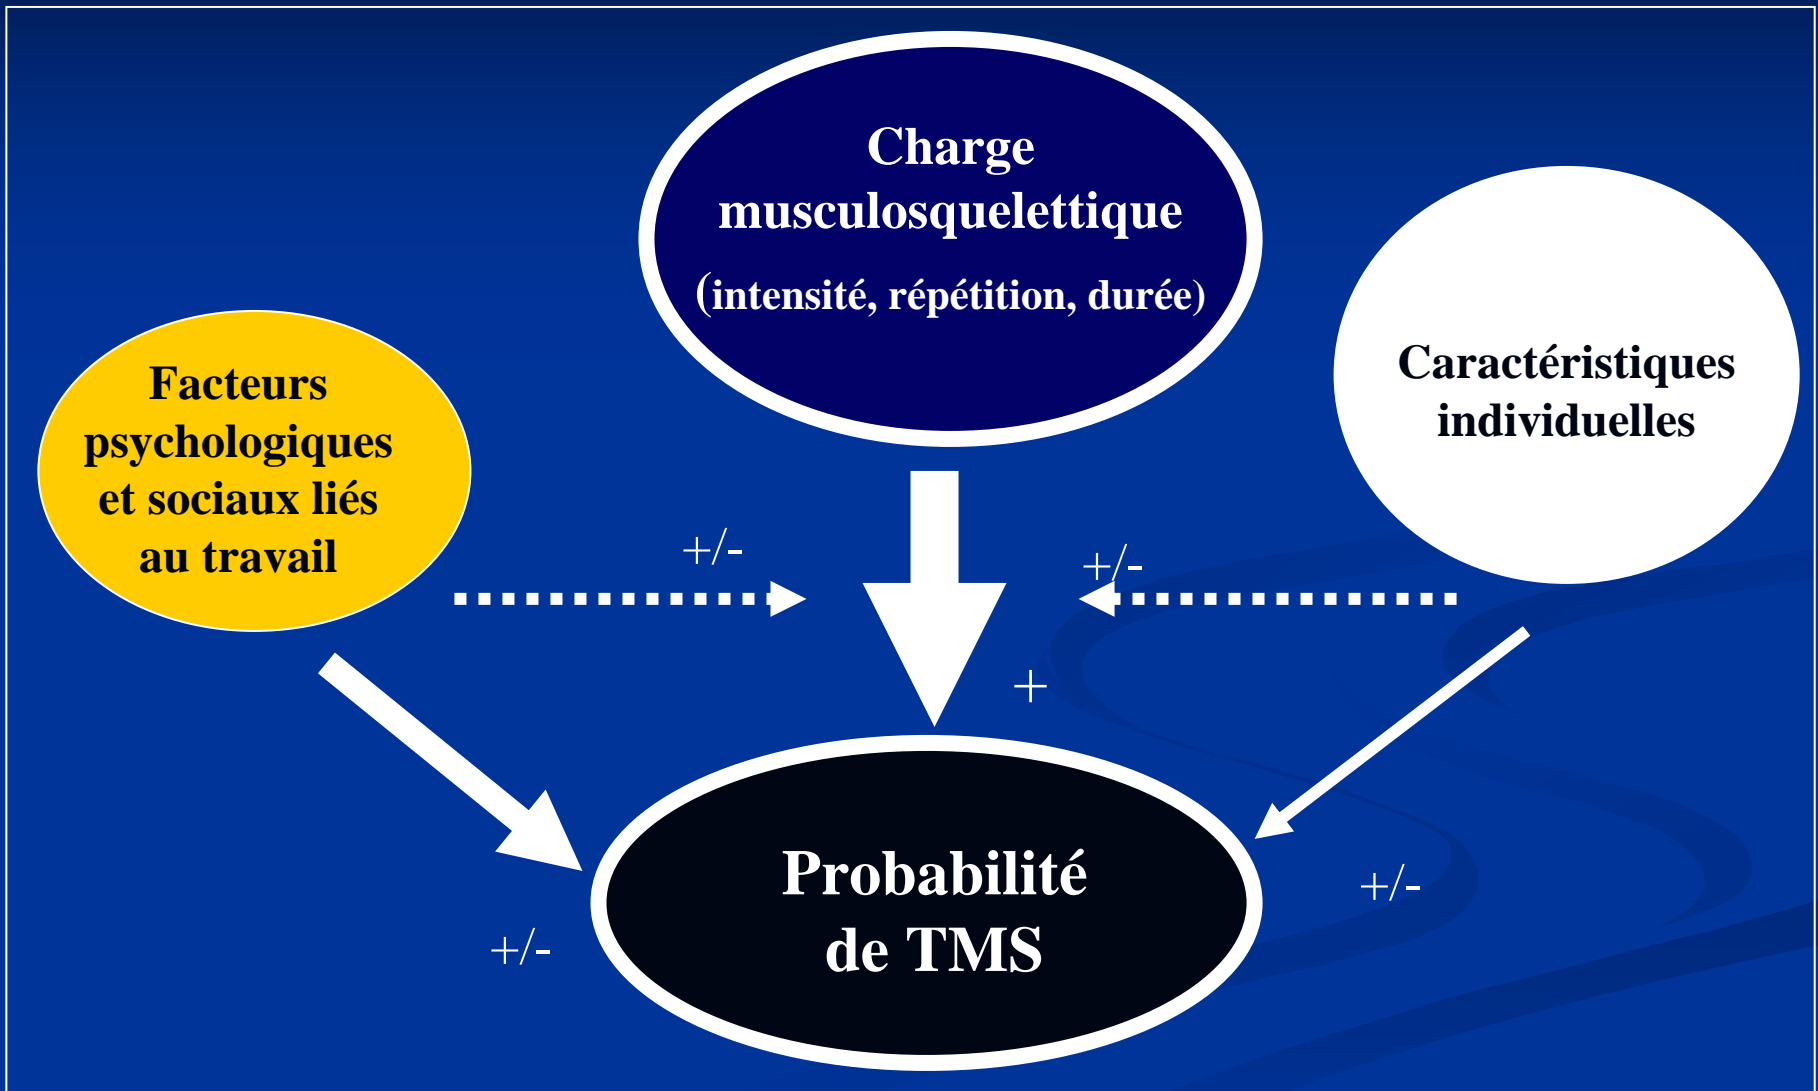 Charge
musculosquelettique
(intensité, répétition, durée)
Caractéristiques
individuelles
Facteurs
psychologiques
et sociaux liés
au travail
+/-
+/-
+
Probabilité
de TMS
+/-
+/-